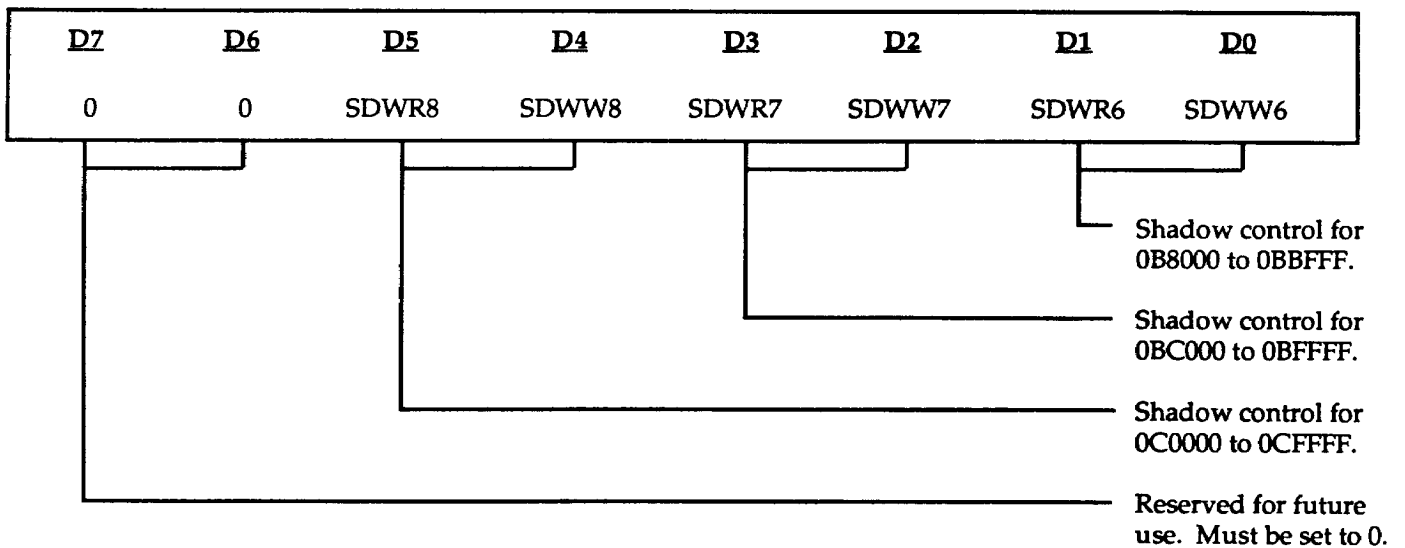 D7 D6 D5 D4 D3 D2 D1 D0
0 0 SDWR8 SDWW8 SDWR7 SDWW7 SDWR6 SDWW6
Shadow control for
0B8000 to 0BBFFF.
Shadow control for
0BC000 to 0BFFFF.
Shadow control for
0C0000 to 0CFFFF.
Reserved for future
use. Must be set to 0.